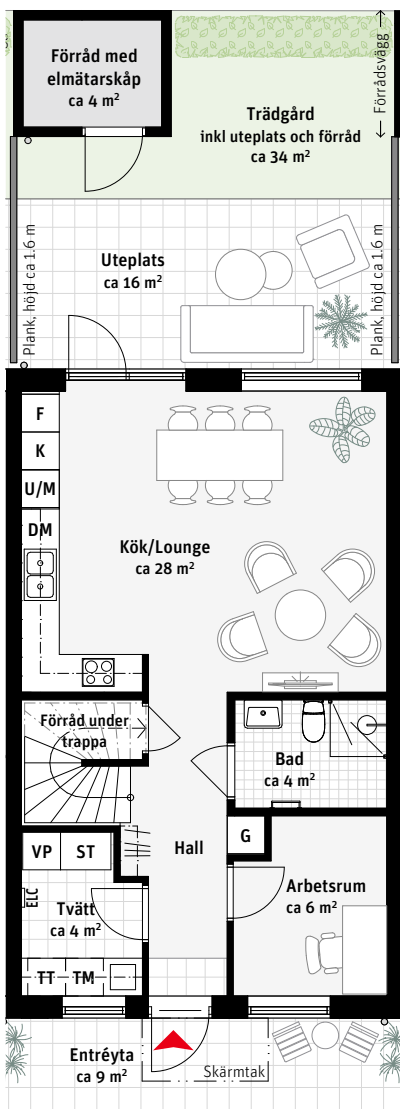 Förråd med
elmätarskåp
ca 4 m²
Förrådsvägg
Trädgård
inkl uteplats och förråd
ca 34 m²
Plank, höjd ca 1.6 m
Plank, höjd ca 1.6 m
Uteplats
ca 16 m²
F
K
U/M
DM
Kök/Lounge
ca 28 m²
Förråd under
trappa
Bad
ca 4 m²
VP
ST
Hall
G
ELC
Tvätt
ca 4 m²
Arbetsrum
ca 6 m²
TT
TM
Entréyta
ca 9 m²
Skärmtak